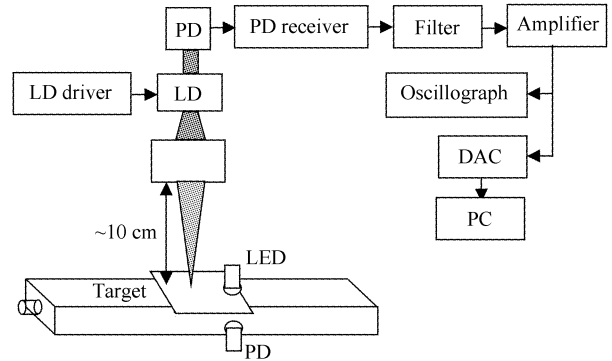 PD
PD receiver
Filter
Amplifier
LD driver
LD
Oscillograph
DAC
PC
~10 cm
LED
Target
PD